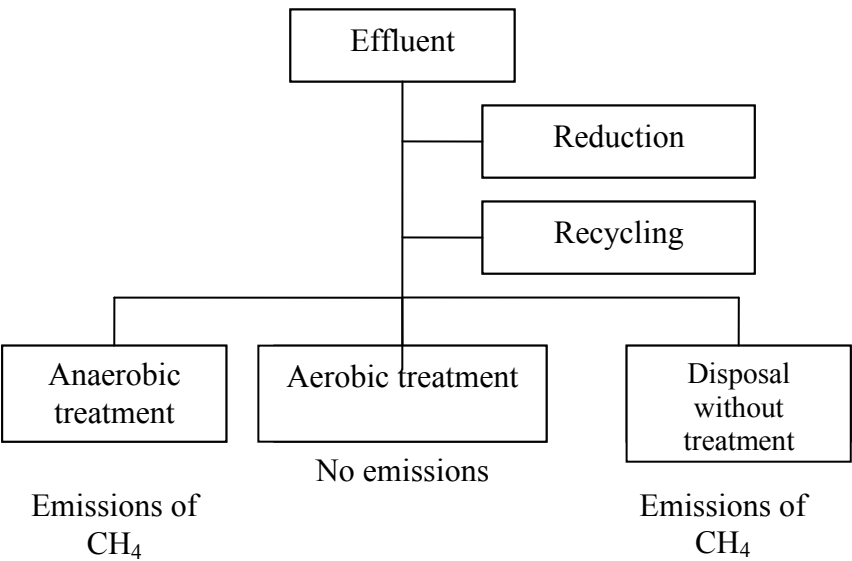 Effluent
Reduction
Recycling
Anaerobic
treatment
Aerobic treatment
Disposal
without
treatment
No emissions
Emissions of
CH₄
Emissions of
CH₄